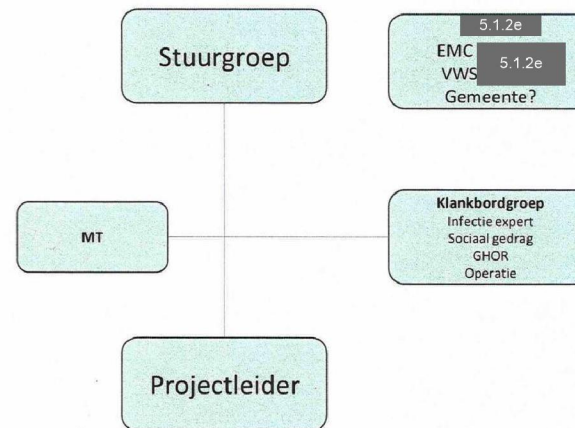 Stuurgroep
5.1.2e
EMC
5.1.2e
VWS
Gemeente?
MT
Klankbordgroep
Infectie expert
Sociaal gedrag
GHOR
Operatie
Projectleider